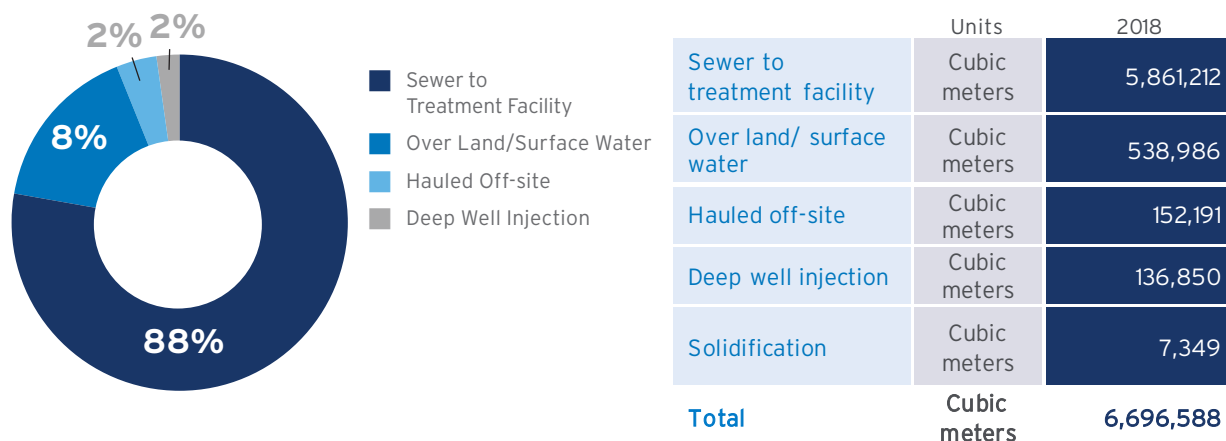 2% 2%
8%
88%
Sewer to
Treatment Facility
Over Land/Surface Water
Hauled Off-site
Deep Well Injection
Units 2018
Sewer to
treatment facility
Cubic
meters
5,861,212
Over land/ surface
water
Cubic
meters
538,986
Hauled off-site
Cubic
meters
152,191
Deep well injection
Cubic
meters
136,850
Solidification
Cubic
meters
7,349
Total
Cubic
meters
6,696,588